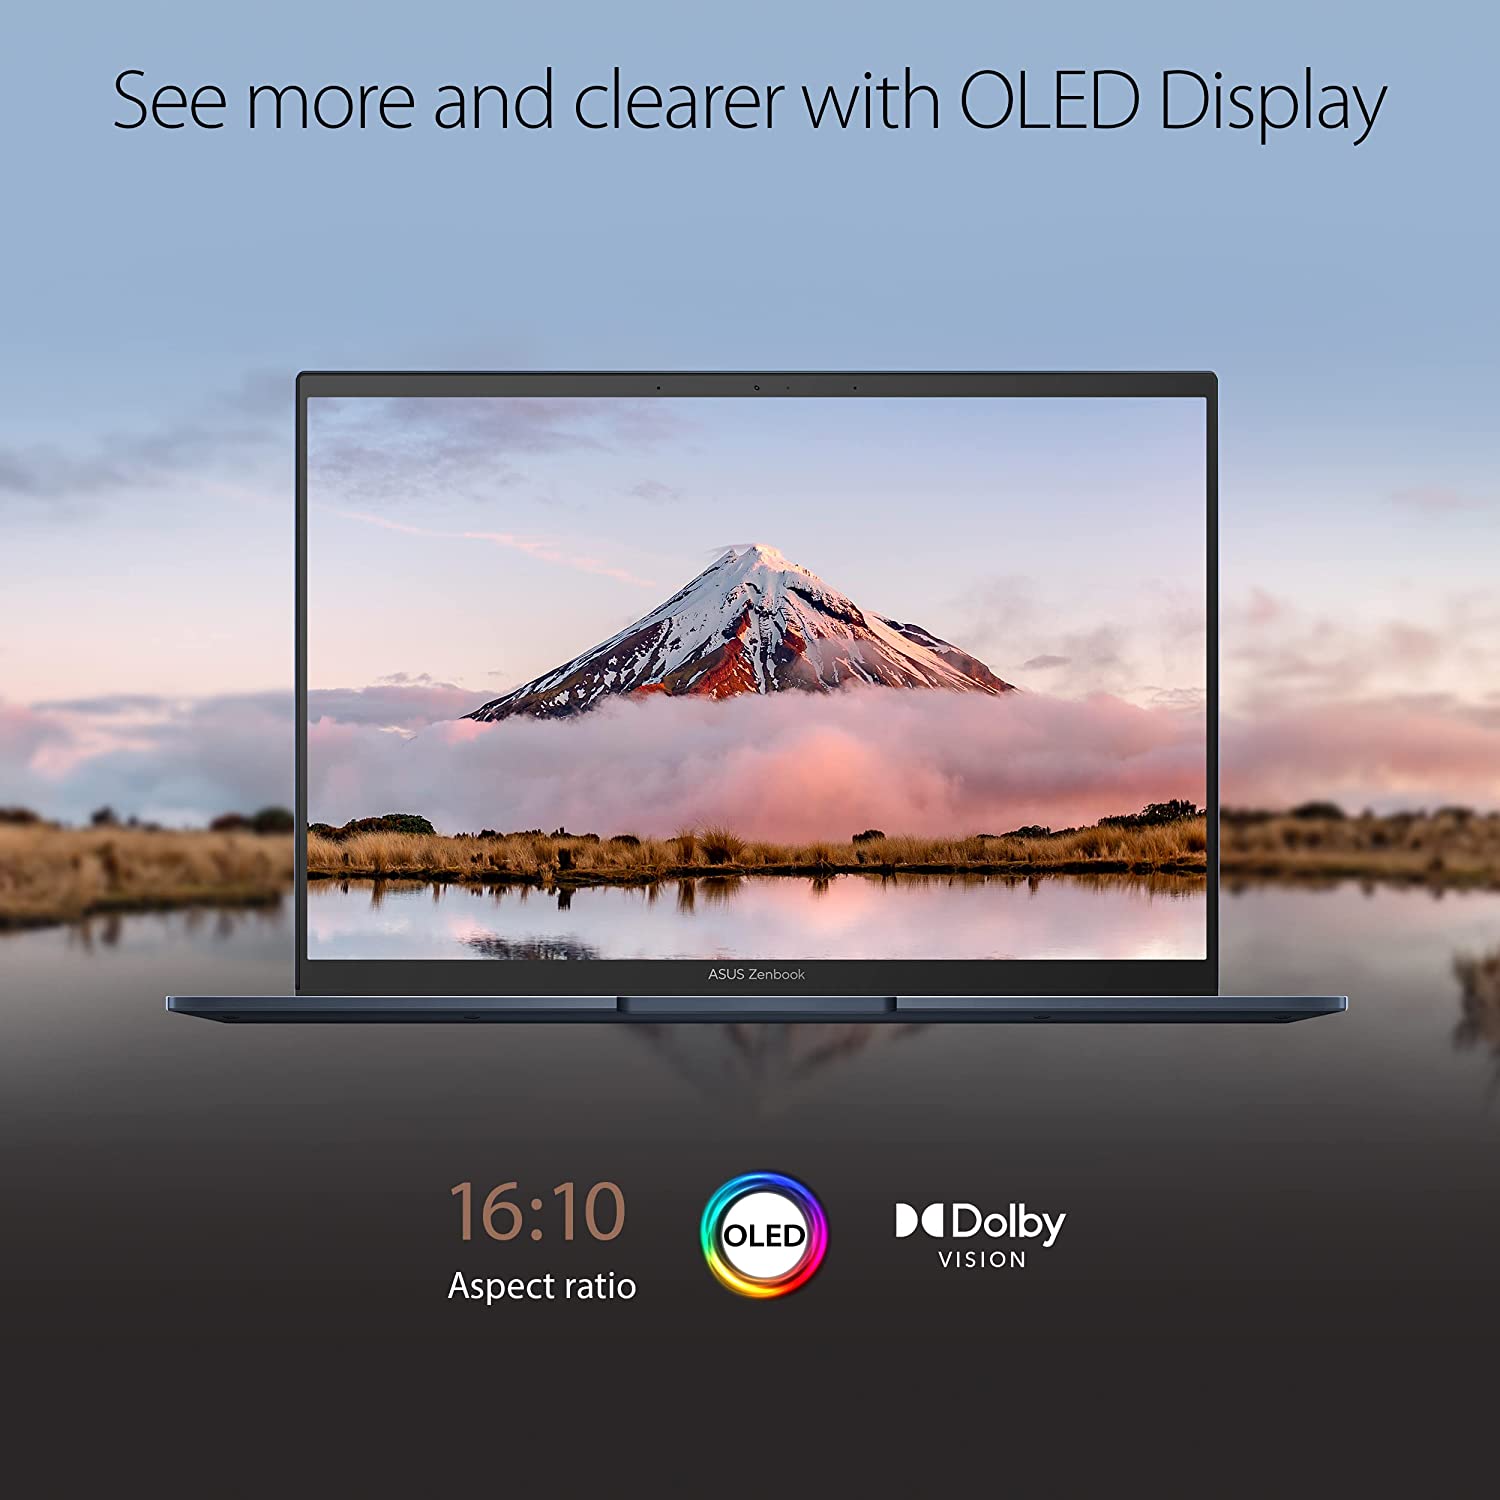 See more and clearer with OLED Display
ASUS Zenbook
16:10
Aspect ratio
OLED
Dolby
VISION